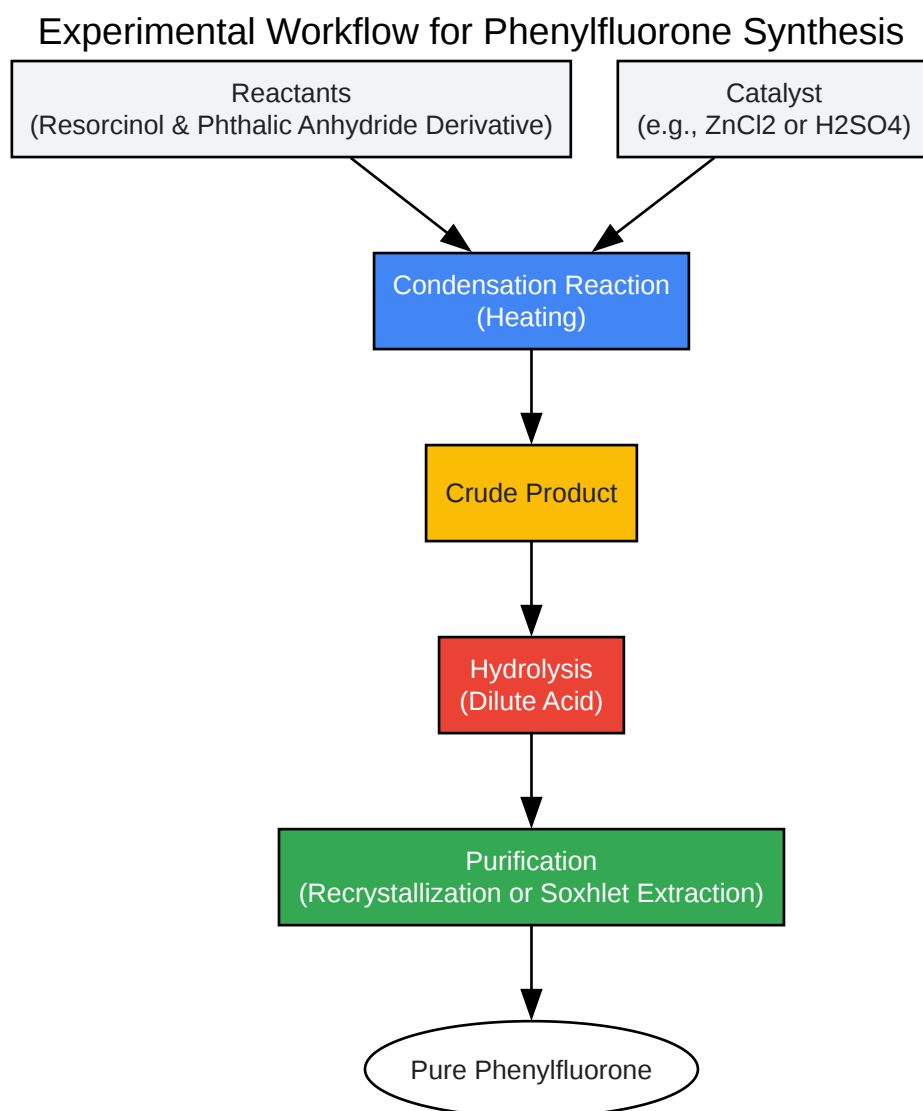 Experimental Workflow for Phenylfluorone Synthesis
Reactants
(Resorcinol & Phthalic Anhydride Derivative)
Catalyst
(e.g., ZnCl2 or H2SO4)
Condensation Reaction
(Heating)
Crude Product
Hydrolysis
(Dilute Acid)
Purification
(Recrystallization or Soxhlet Extraction)
Pure Phenylfluorone